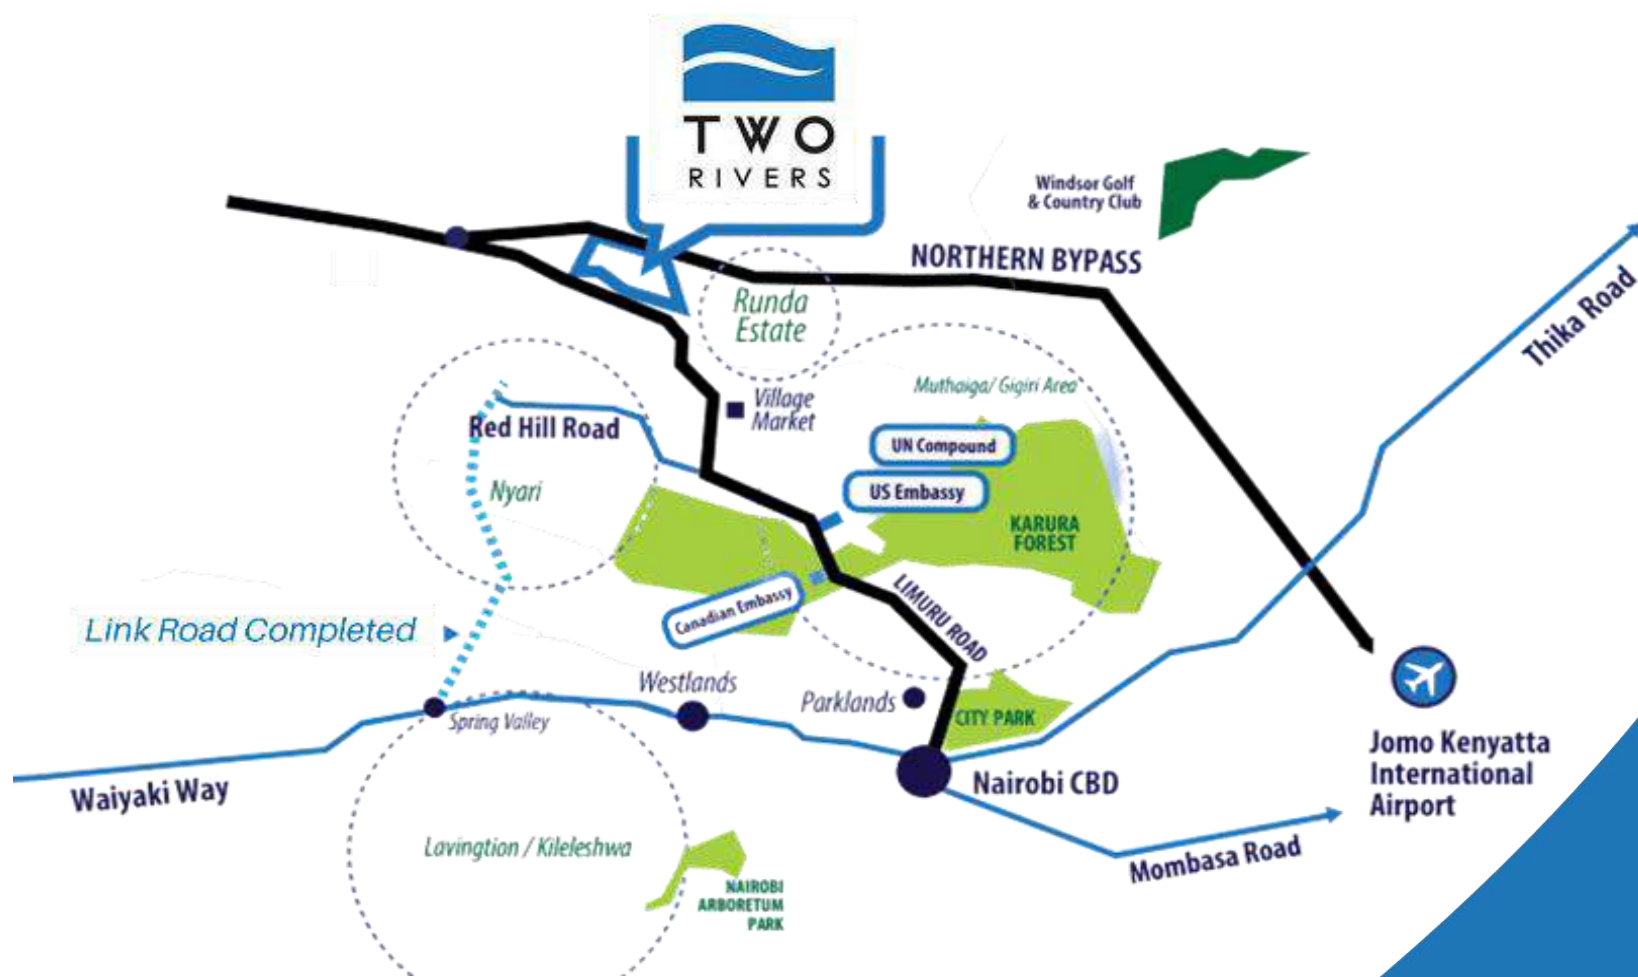 TWO
RIVERS
Windsor Golf
& Country Club
NORTHERN BYPASS
Thika Road
Runda
Estate
Muthaiga/ Gigiri Area
Village
Market
Red Hill Road
UN Compound
US Embassy
Nyari
KARURA
FOREST
Canadian Embassy
LIMURU ROAD
Link Road Completed
Westlands
Parklands
Spring Valley
CITY PARK
Jomo Kenyatta
International
Airport
Nairobi CBD
Waiyaki Way
Lavingtion / Kileleshwa
Mombasa Road
NAIROBI
ARBORETUM
PARK